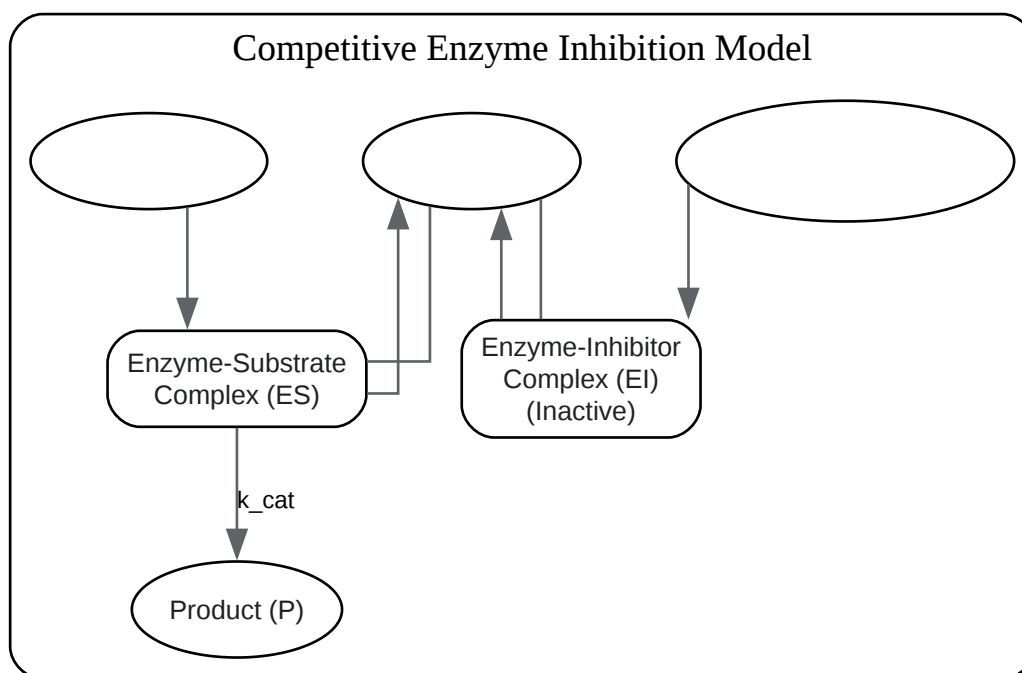 Competitive Enzyme Inhibition Model
Enzyme-Substrate
Complex (ES)
Enzyme-Inhibitor
Complex (EI)
(Inactive)
k_cat
Product (P)